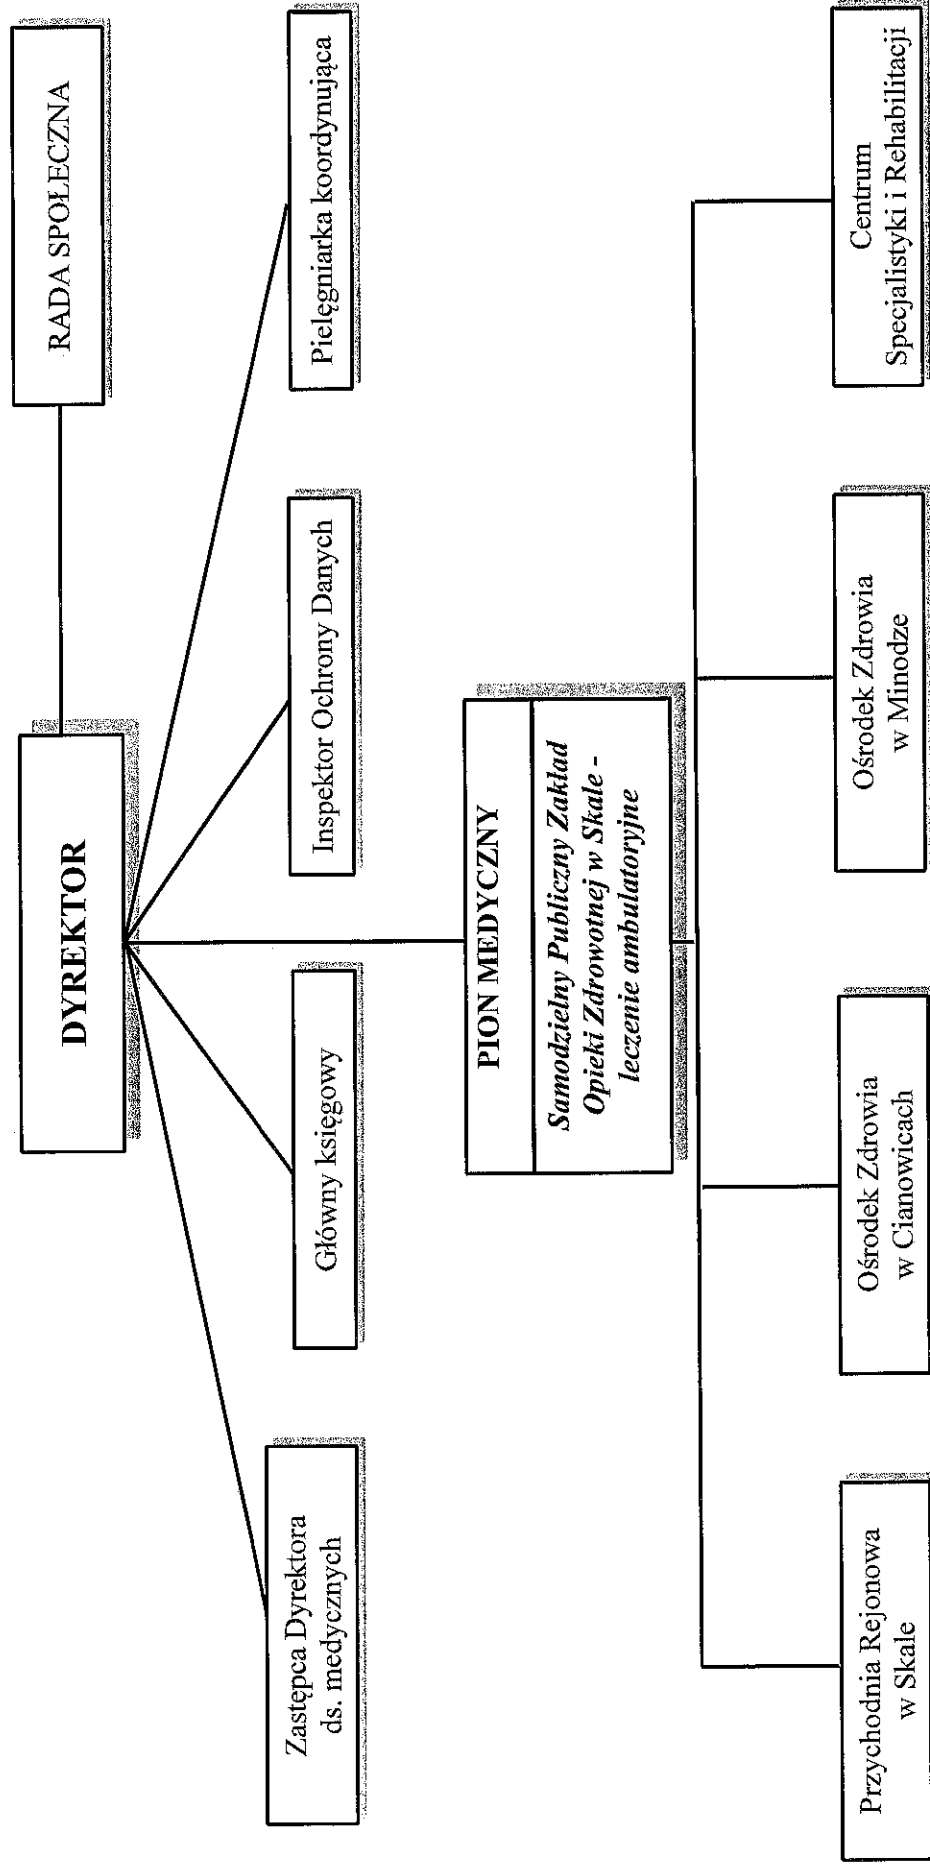 RADA SPOŁECZNA
DYREKTOR
Zastępca Dyrektora
ds. medycznych
Główny księgowy
Inspektor Ochrony Danych
Pielęgniarka koordynująca
PION MEDYCZNY
Samodzielny Publiczny Zakład
Opieki Zdrowotnej w Skale -
leczenie ambulatoryjne
Przychodnia Rejonowa
w Skale
Ośrodek Zdrowia
w Cianowicach
Ośrodek Zdrowia
w Minodze
Centrum
Specjalistyki i Rehabilitacji